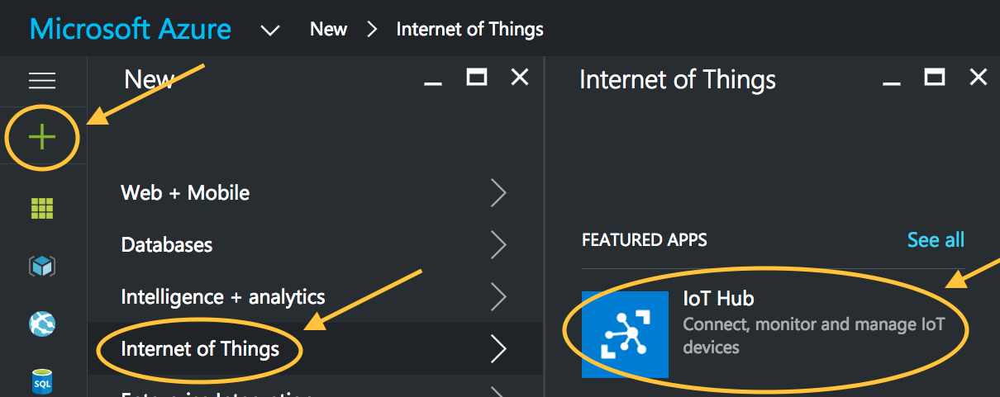 Microsoft Azure New Internet of Things
New
Internet of Things
Web + Mobile
Databases
Intelligence + analytics
Internet of Things
FEATURED APPS See all
IoT Hub
Connect, monitor and manage IoT
devices
SQL